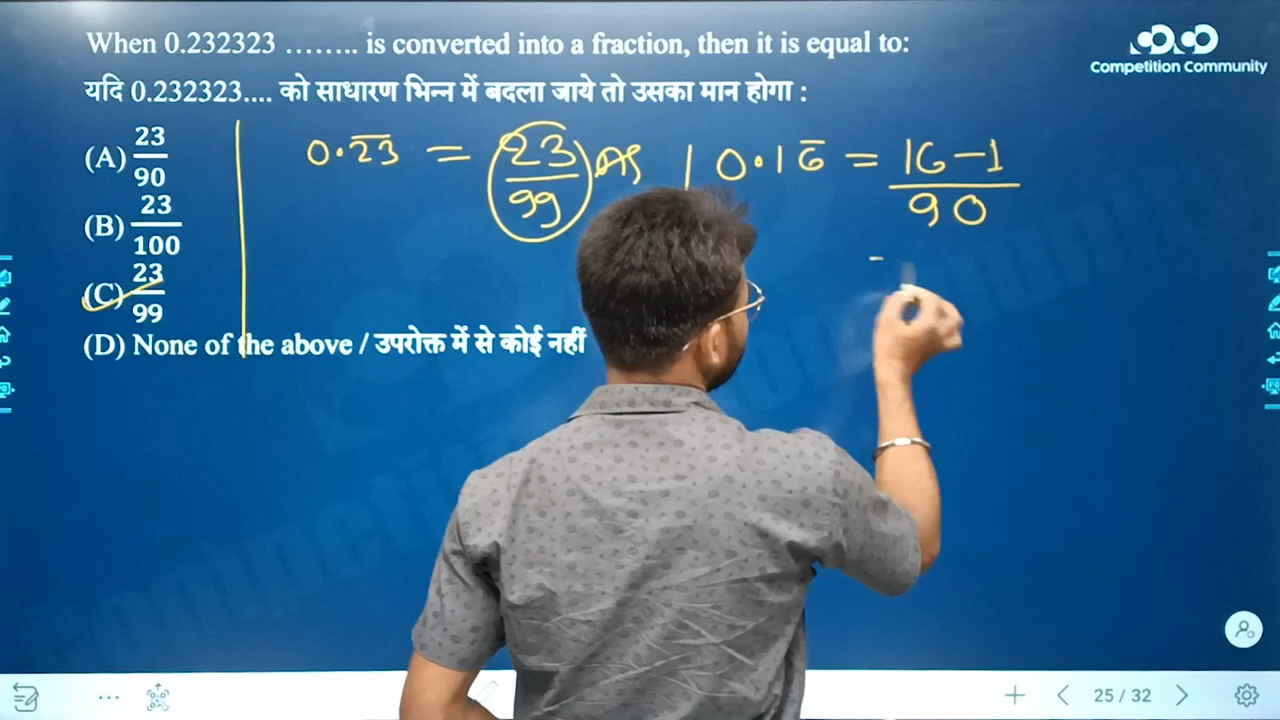 When 0.232323 …….. is converted into a fraction, then it is equal to:
यदि 0.232323.... को साधारण भिन्न में बदला जाये तो उसका मान होगा :
Competition Community
(A) 23/90
(B) 23/100
(C) 23/99
(D) None of the above / उपरोक्त में से कोई नहीं
0.2̅3̅ = 23/99 Ans
0.16̅ = 16-1/90
25 / 32